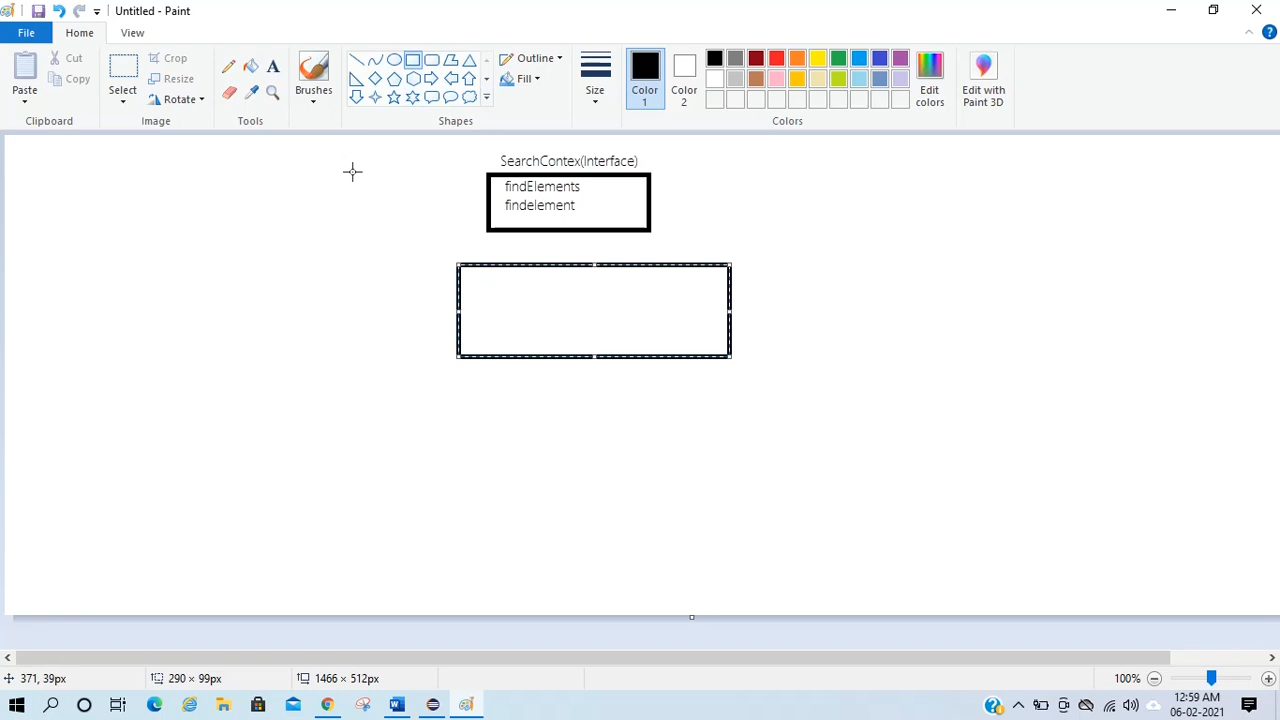 Untitled - Paint
File
Home
View
Paste
Cut
Copy
Clipboard
Select
Crop
Resize
Rotate
Image
Tools
Brushes
Shapes
Outline
Fill
Size
Color 1
Color 2
Colors
Edit colors
Edit with Paint 3D
SearchContex(Interface)
findElements
findelement
371, 39px
290 × 99px
1466 × 512px
100%
12:59 AM
06-02-2021